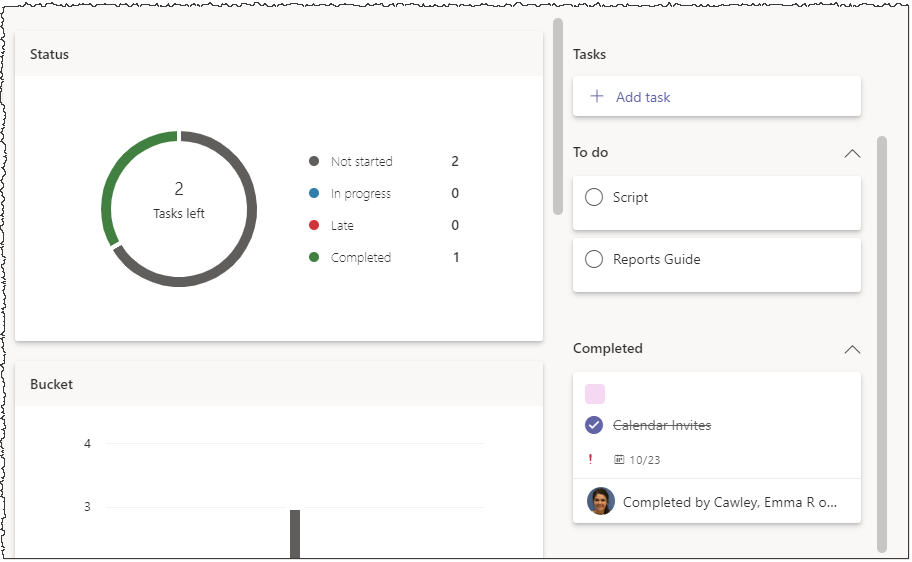 Status
2
Tasks left
Not started 2
In progress 0
Late 0
Completed 1
Bucket
4
3
Tasks
+ Add task
To do
Script
Reports Guide
Completed
Calendar Invites
! 10/23
Completed by Cawley, Emma R o...